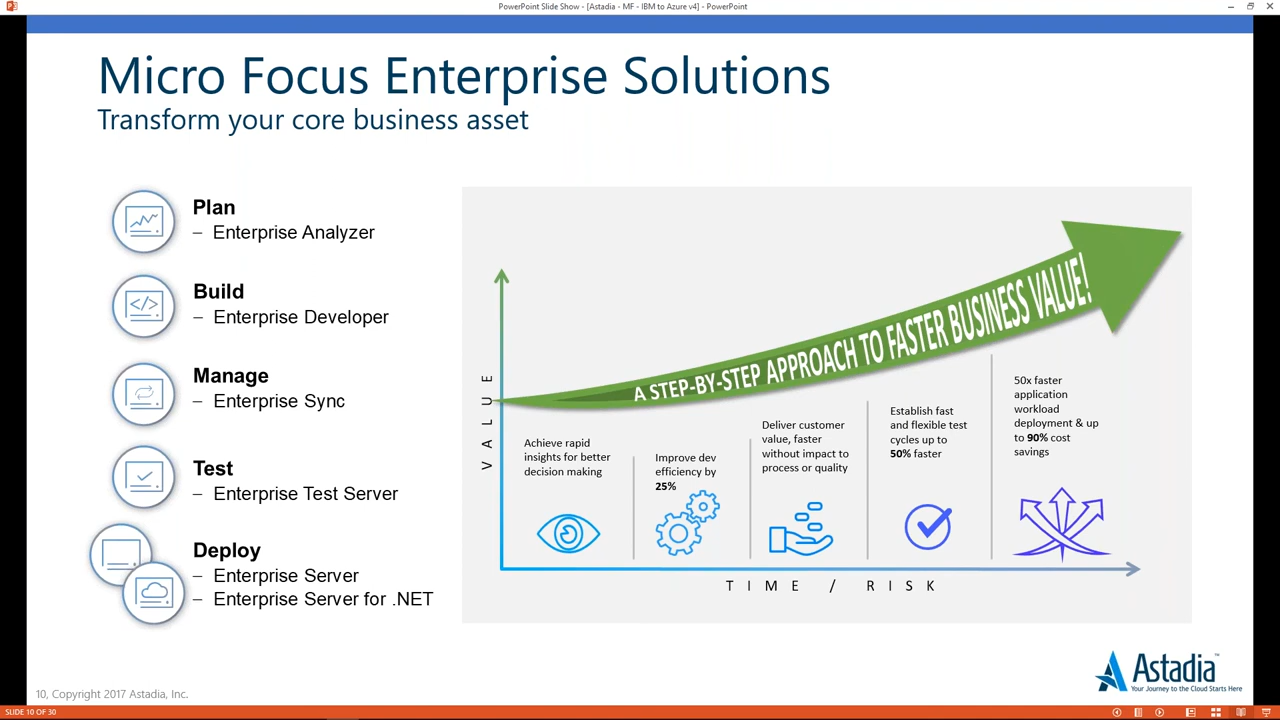 PowerPoint Slide Show - [Astadia - MF - IBM to Azure v4] - PowerPoint
Micro Focus Enterprise Solutions
Transform your core business asset
Plan
– Enterprise Analyzer
Build
– Enterprise Developer
Manage
– Enterprise Sync
Test
– Enterprise Test Server
Deploy
– Enterprise Server
– Enterprise Server for .NET
VALUE
A STEP-BY-STEP APPROACH TO FASTER BUSINESS VALUE!
Achieve rapid
insights for better
decision making
Improve dev
efficiency by
25%
Deliver customer
value, faster
without impact to
process or quality
Establish fast
and flexible test
cycles up to
50% faster
50x faster
application
workload
deployment & up
to 90% cost
savings
TIME / RISK
Astadia™
Your Journey to the Cloud Starts Here
10, Copyright 2017 Astadia, Inc.
SLIDE 10 OF 30